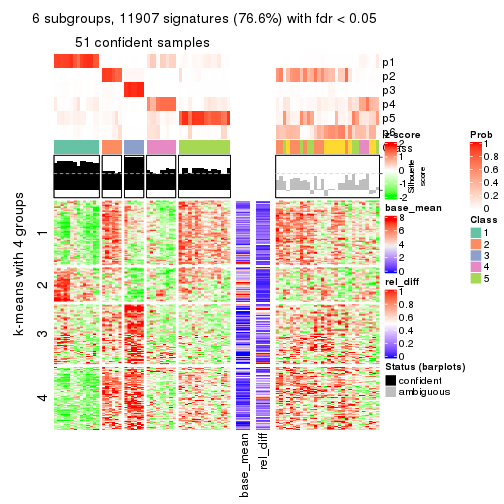 6 subgroups, 11907 signatures (76.6%) with fdr < 0.05
51 confident samples
p1
p2
p3
p4
p5
p6
Class
z_score
2
1
0
-1
-2
Silhouette
score
k-means with 4 groups
1
2
3
4
base_mean
rel_diff
base_mean
8
6
4
2
0
rel_diff
1
0.8
0.6
0.4
0.2
0
Status (barplots)
confident
ambiguous
Prob
1
0.8
0.6
0.4
0.2
0
Class
1
2
3
4
5